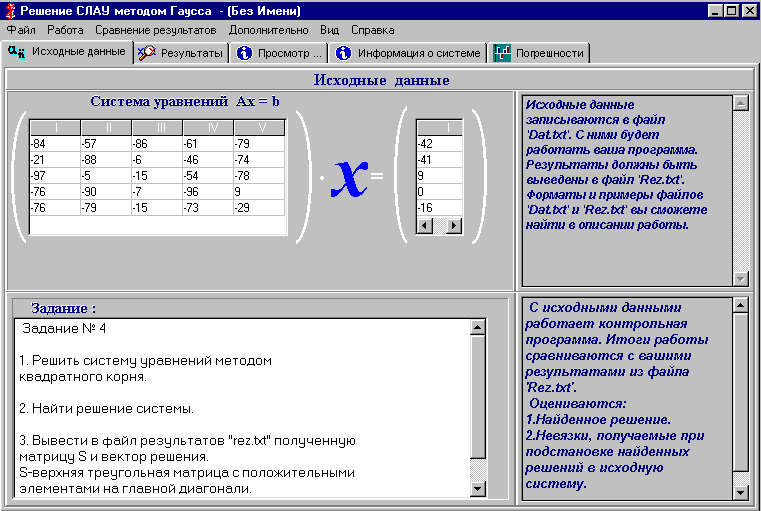 Решение СЛАУ методом Гаусса - (Без Имени)
Файл Работа Сравнение результатов Дополнительно Вид Справка
Исходные данные Результаты Просмотр ... Информация о системе Погрешности
Исходные данные
Система уравнений Ax = b
I II III IV V
-84 -57 -86 -61 -79
-21 -88 -6 -46 -74
-97 -5 -15 -54 -78
-76 -90 -7 -96 9
-76 -79 -15 -73 -29
· x =
I
-42
-41
9
0
-16
Исходные данные
записываются в файл
'Dat.txt'. С ними будет
работать ваша программа.
Результаты должны быть
выведены в файл 'Rez.txt'.
Форматы и примеры файлов
'Dat.txt' и 'Rez.txt' вы сможете
найти в описании работы.
Задание :
Задание № 4
1. Решить систему уравнений методом
квадратного корня.
2. Найти решение системы.
3. Вывести в файл результатов "rez.txt" полученную
матрицу S и вектор решения.
S-верхняя треугольная матрица с положительными
элементами на главной диагонали.
С исходными данными
работает контрольная
программа. Итоги работы
сравниваются с вашими
результатами из файла
'Rez.txt'.
Оцениваются:
1.Найденное решение.
2.Невязки, получаемые при
подстановке найденных
решений в исходную
систему.